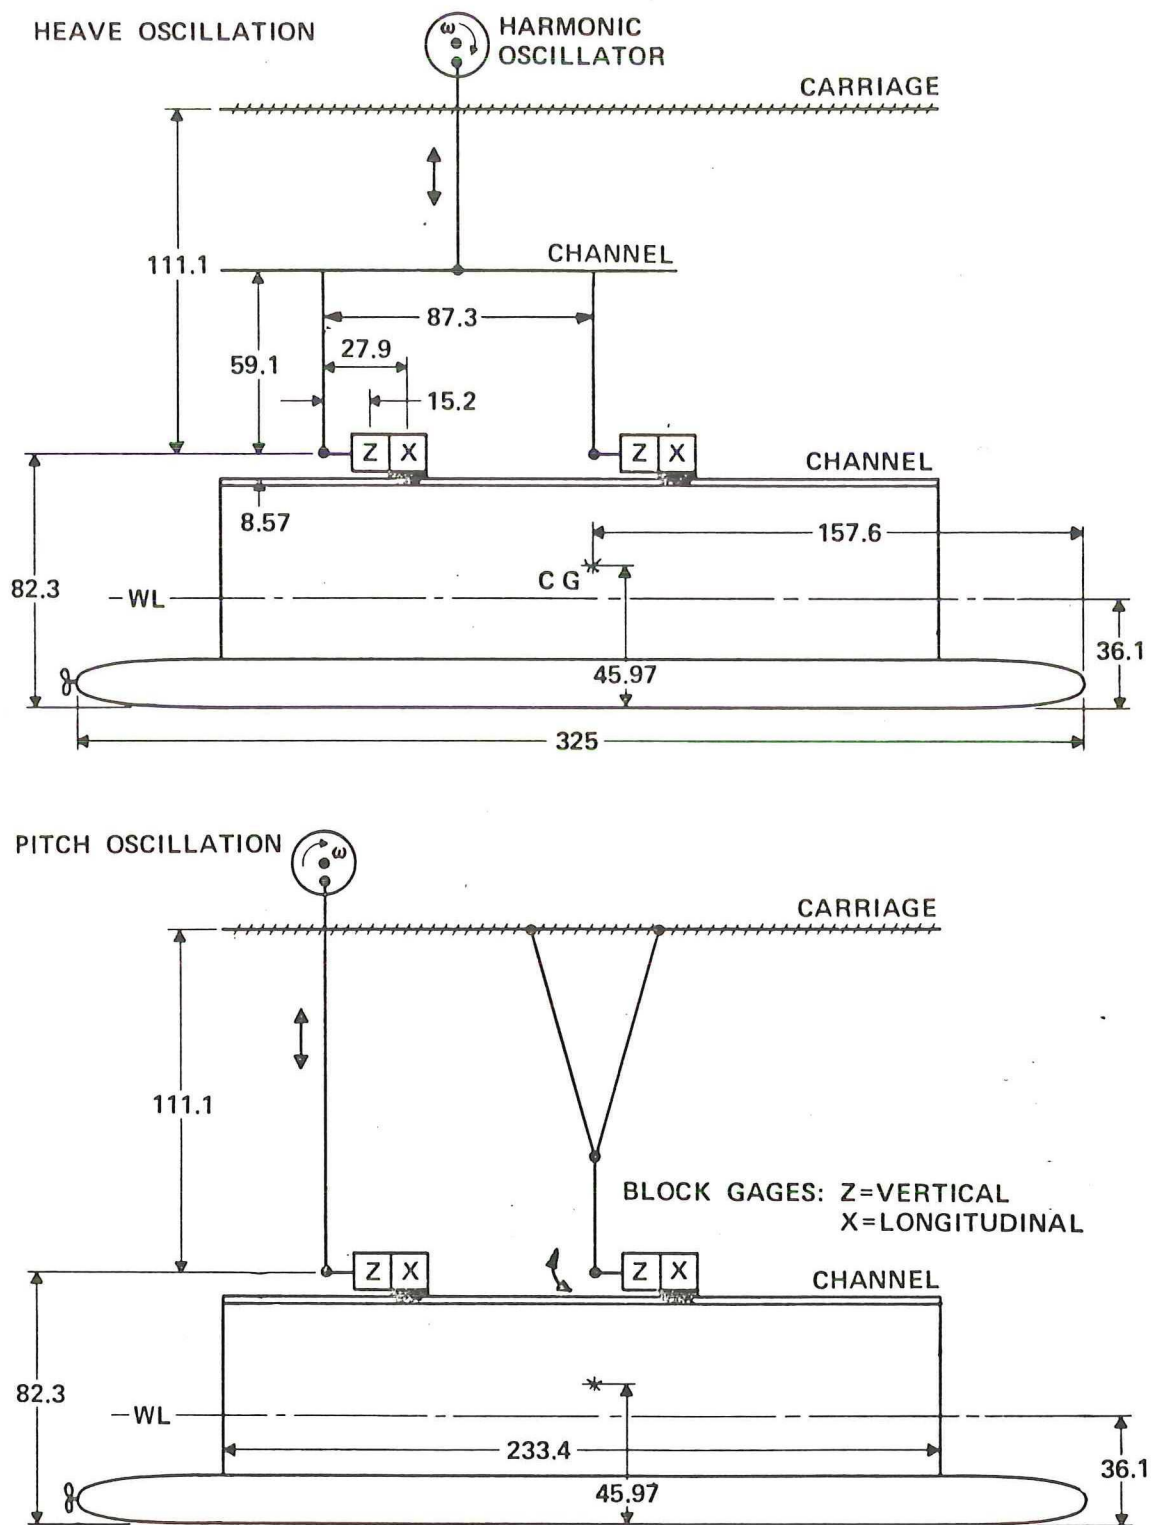 HEAVE OSCILLATION
ω
HARMONIC
OSCILLATOR
CARRIAGE
111.1
CHANNEL
87.3
59.1
27.9
15.2
Z X
Z X
CHANNEL
8.57
157.6
CG
82.3
WL
36.1
45.97
325
PITCH OSCILLATION
ω
CARRIAGE
111.1
BLOCK GAGES: Z=VERTICAL
X=LONGITUDINAL
Z X
Z X
CHANNEL
82.3
WL
233.4
36.1
45.97